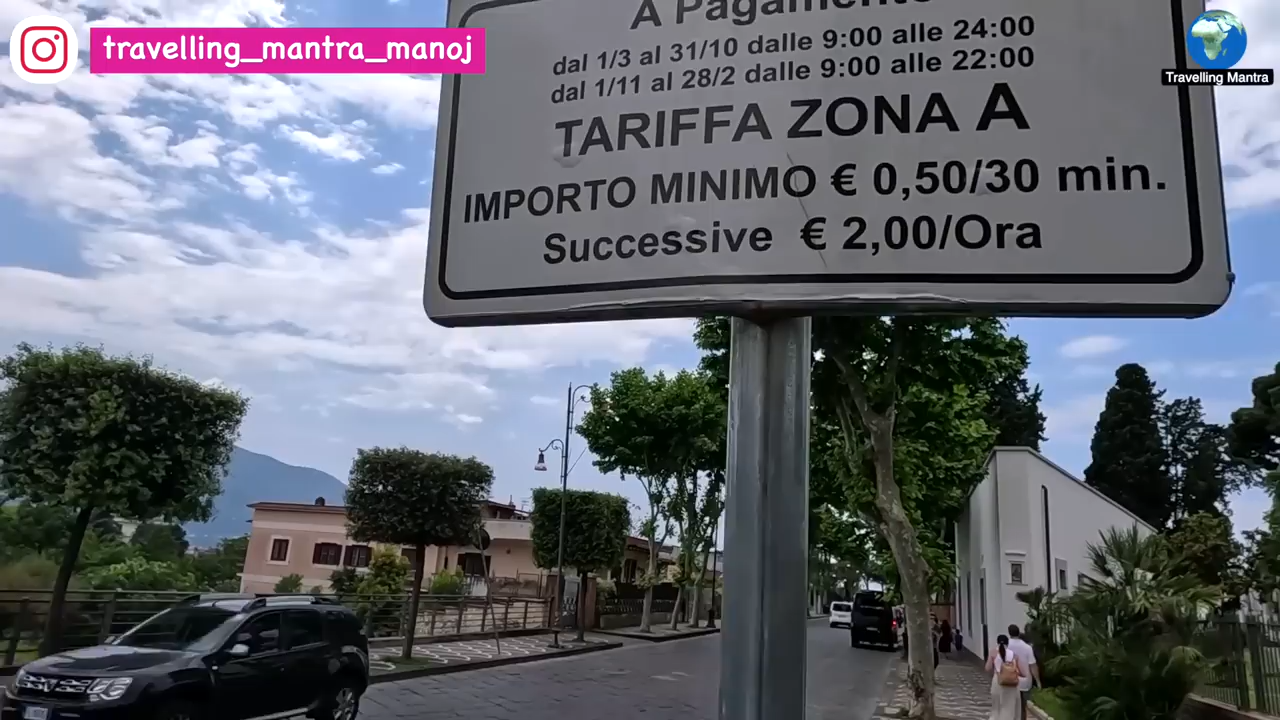 travelling_mantra_manoj
Travelling Mantra
A Pagamento
dal 1/3 al 31/10 dalle 9:00 alle 24:00
dal 1/11 al 28/2 dalle 9:00 alle 22:00
TARIFFA ZONA A
IMPORTO MINIMO € 0,50/30 min.
Successive € 2,00/Ora